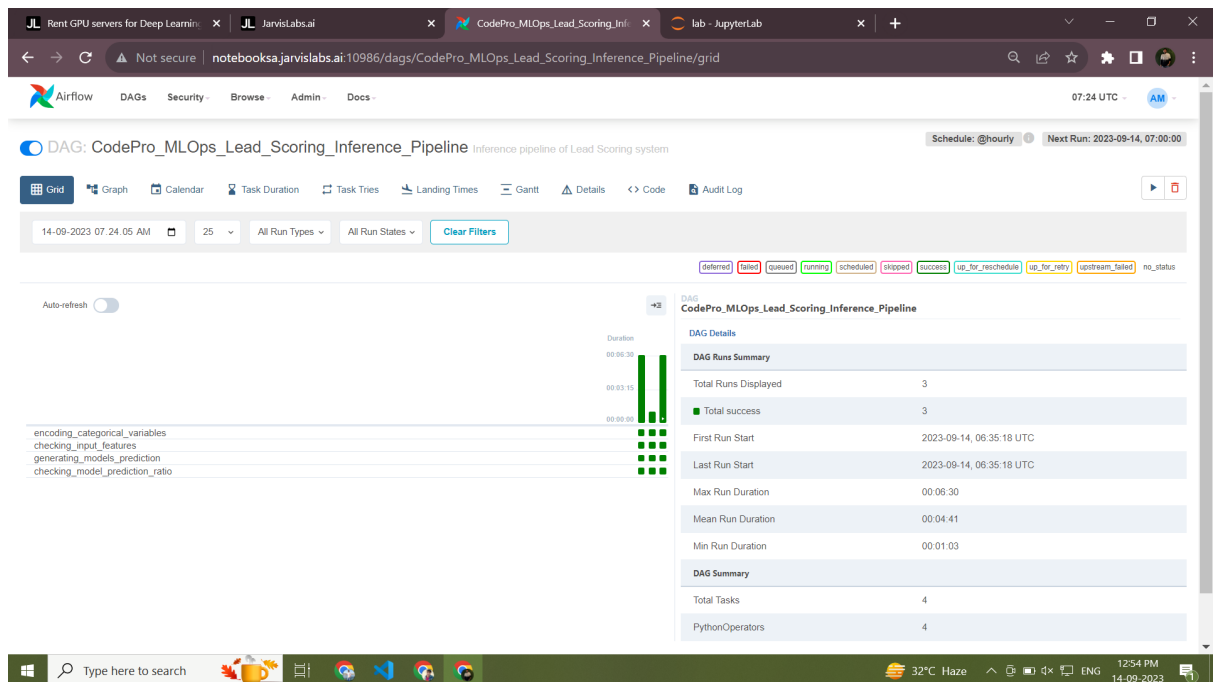 Rent GPU servers for Deep Learning
JarvisLabs.ai
CodePro_MLOps_Lead_Scoring_Infe
lab - JupyterLab
Not secure | notebooksa.jarvislabs.ai:10986/dags/CodePro_MLOps_Lead_Scoring_Inference_Pipeline/grid
Airflow DAGs Security Browse Admin Docs 07:24 UTC AM
DAG: CodePro_MLOps_Lead_Scoring_Inference_Pipeline Inference pipeline of Lead Scoring system
Schedule: @hourly Next Run: 2023-09-14, 07:00:00
Grid Graph Calendar Task Duration Task Tries Landing Times Gantt Details <> Code Audit Log
14-09-2023 07.24.05 AM 25 All Run Types All Run States Clear Filters
deferred failed queued running scheduled skipped success up_for_reschedule up_for_retry upstream_failed no_status
Auto-refresh
Duration
00:06:30
00:03:15
00:00:00
encoding_categorical_variables
checking_input_features
generating_models_prediction
checking_model_prediction_ratio
DAG
CodePro_MLOps_Lead_Scoring_Inference_Pipeline
DAG Details
DAG Runs Summary
Total Runs Displayed 3
Total success 3
First Run Start 2023-09-14, 06:35:18 UTC
Last Run Start 2023-09-14, 06:35:18 UTC
Max Run Duration 00:06:30
Mean Run Duration 00:04:41
Min Run Duration 00:01:03
DAG Summary
Total Tasks 4
PythonOperators 4
Type here to search
32°C Haze ENG 12:54 PM
14-09-2023